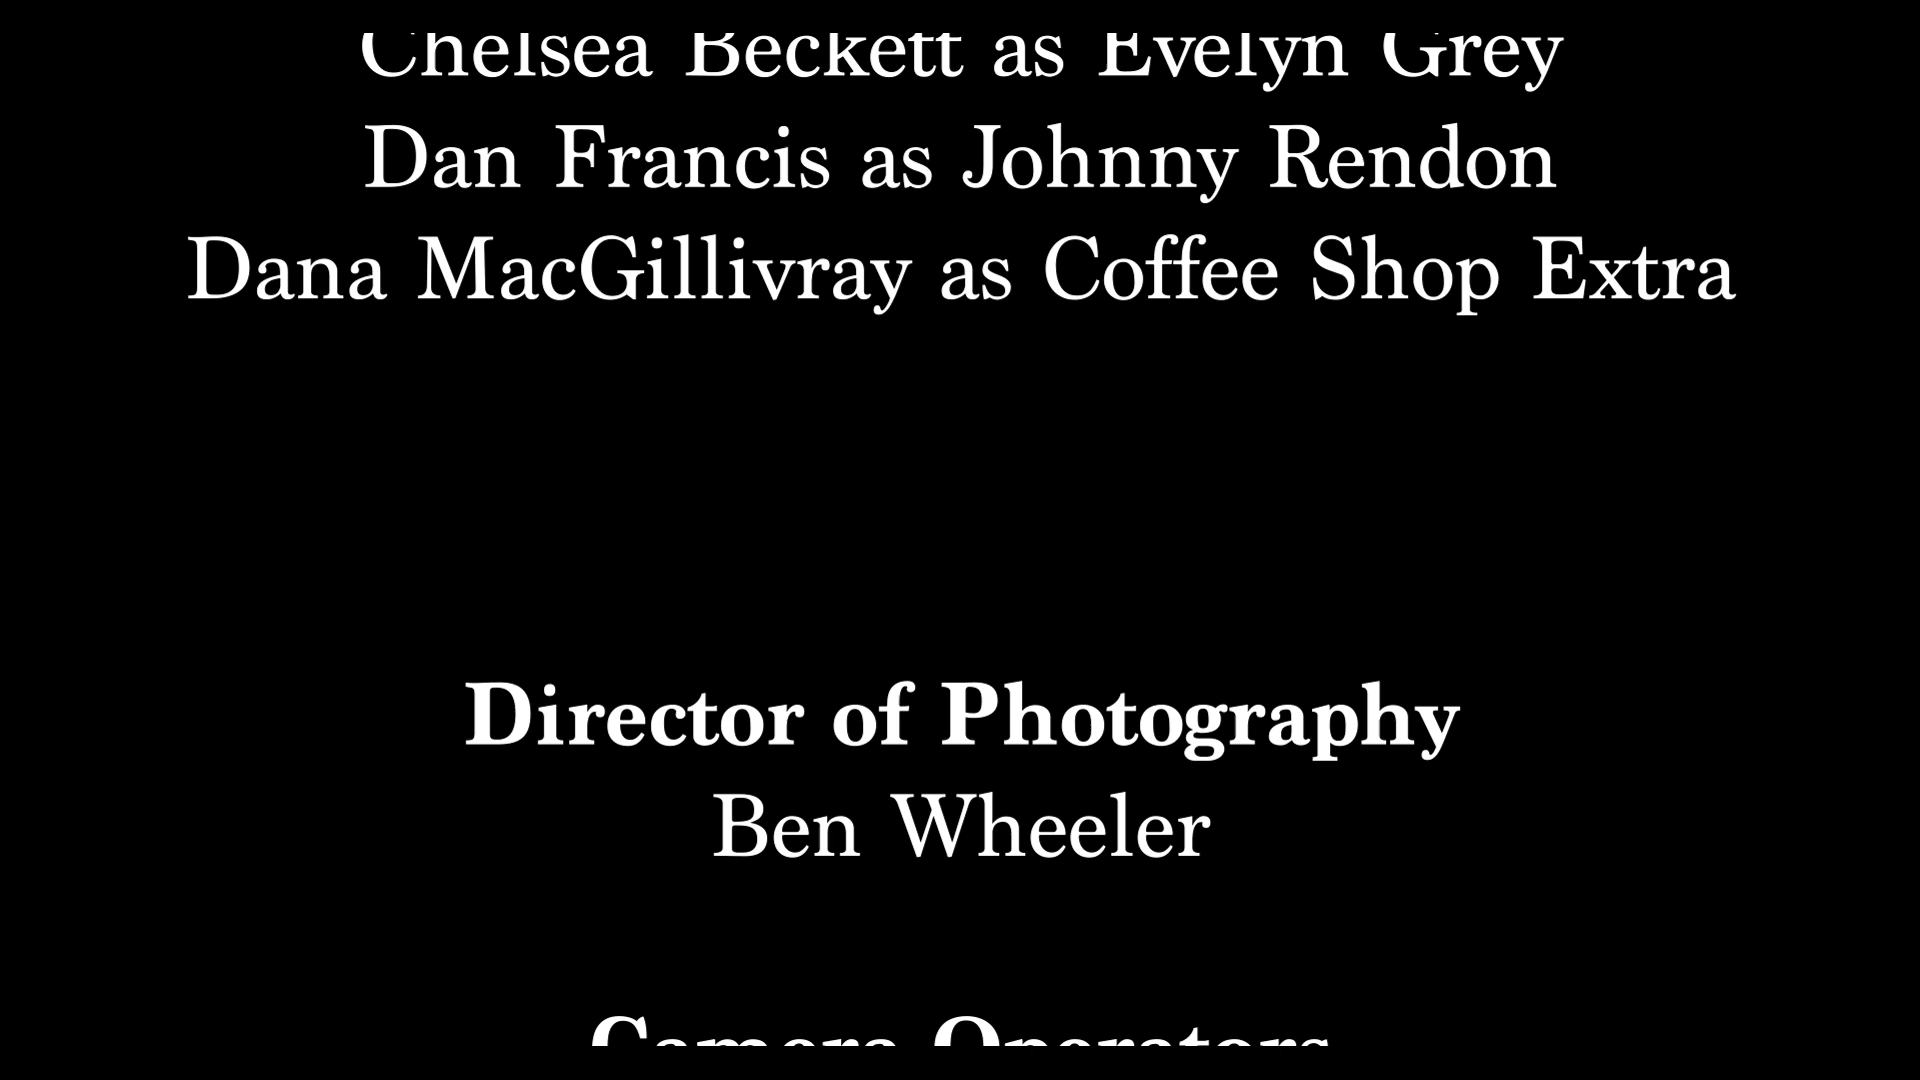 Chelsea Beckett as Evelyn Grey
Dan Francis as Johnny Rendon
Dana MacGillivray as Coffee Shop Extra
Director of Photography
Ben Wheeler
Camera Operators